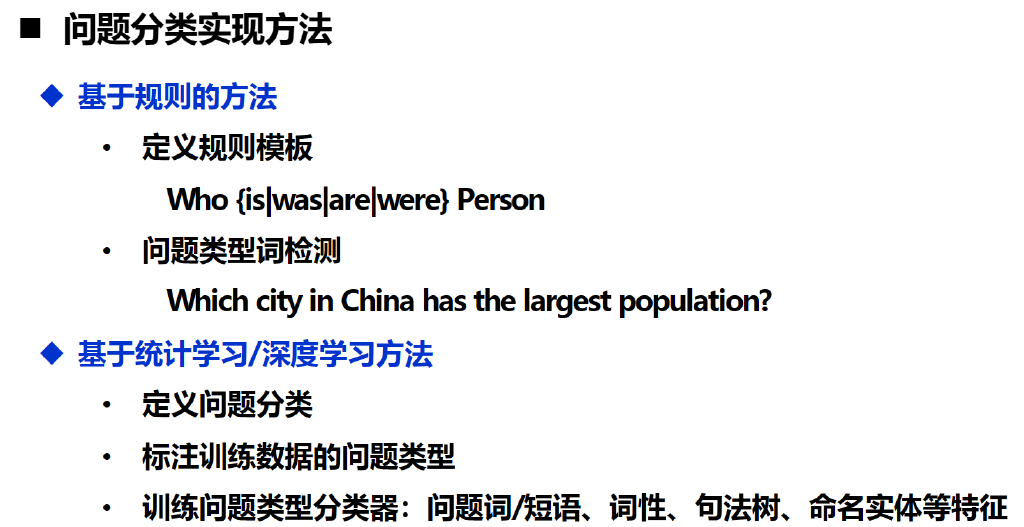 ■ 问题分类实现方法
◆ 基于规则的方法
• 定义规则模板
Who {is|was|are|were} Person
• 问题类型词检测
Which city in China has the largest population?
◆ 基于统计学习/深度学习方法
• 定义问题分类
• 标注训练数据的问题类型
• 训练问题类型分类器：问题词/短语、词性、句法树、命名实体等特征